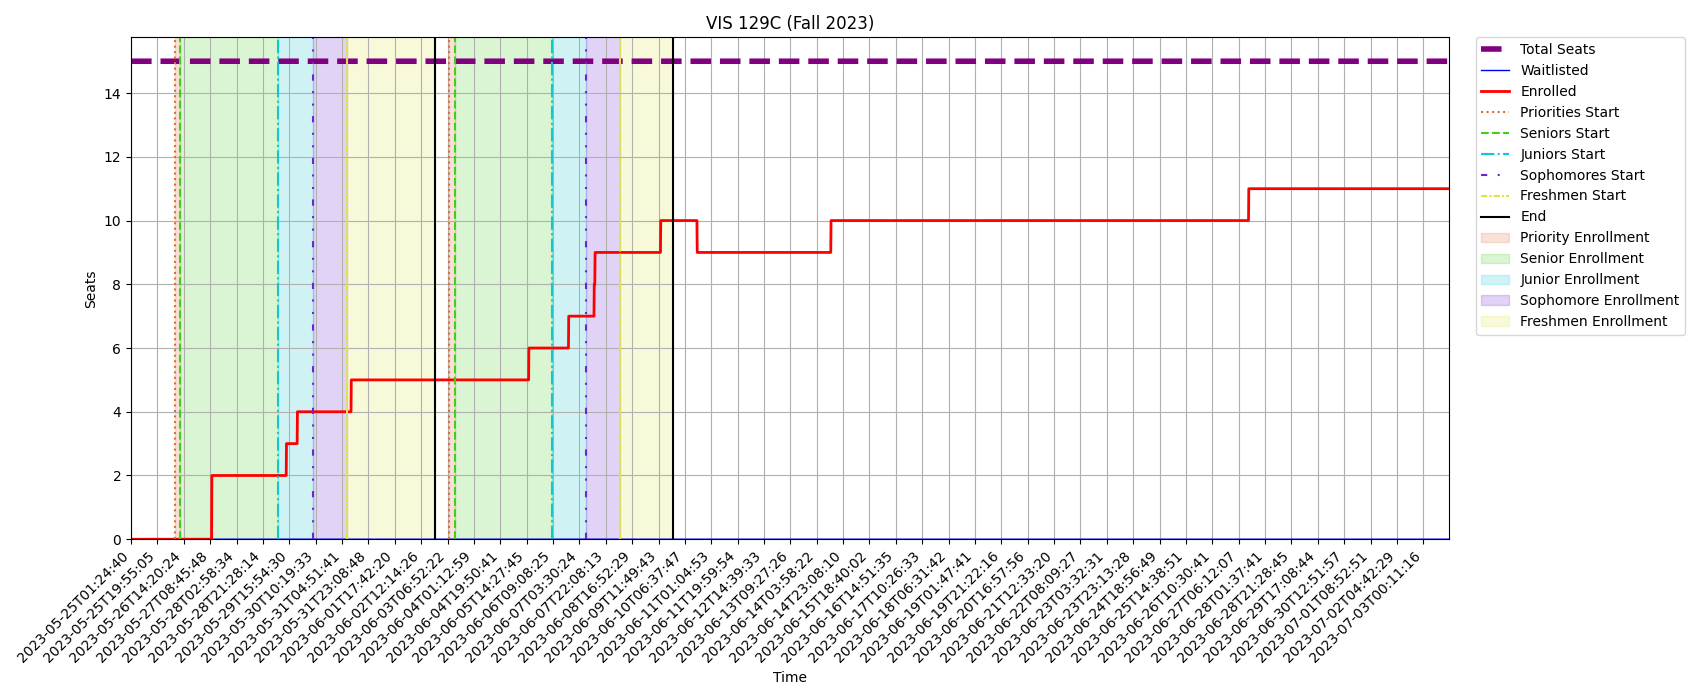 VIS 129C (Fall 2023)
Total Seats
Waitlisted
Enrolled
Priorities Start
Seniors Start
Juniors Start
Sophomores Start
Freshmen Start
End
Priority Enrollment
Senior Enrollment
Junior Enrollment
Sophomore Enrollment
Freshmen Enrollment
Seats
14
12
10
8
6
4
2
0
2023-05-25T01:24:40
2023-05-25T19:55:05
2023-05-26T14:20:24
2023-05-27T08:45:48
2023-05-28T02:58:34
2023-05-28T21:28:14
2023-05-29T15:54:30
2023-05-30T10:19:33
2023-05-31T04:51:41
2023-05-31T23:08:48
2023-06-01T17:42:20
2023-06-02T12:14:26
2023-06-03T06:52:22
2023-06-04T01:12:59
2023-06-04T19:50:41
2023-06-05T14:27:45
2023-06-06T09:08:25
2023-06-07T03:30:24
2023-06-07T22:08:13
2023-06-08T16:52:29
2023-06-09T11:49:43
2023-06-10T06:37:47
2023-06-11T01:04:53
2023-06-11T19:59:54
2023-06-12T14:39:33
2023-06-13T09:27:26
2023-06-14T03:58:22
2023-06-14T23:08:10
2023-06-15T18:40:02
2023-06-16T14:51:35
2023-06-17T10:26:33
2023-06-18T06:31:42
2023-06-19T01:47:41
2023-06-19T21:22:16
2023-06-20T16:57:56
2023-06-21T12:33:20
2023-06-22T08:09:27
2023-06-23T03:32:31
2023-06-23T23:13:28
2023-06-24T18:56:49
2023-06-25T14:38:51
2023-06-26T10:30:41
2023-06-27T06:12:07
2023-06-28T01:37:41
2023-06-28T21:28:45
2023-06-29T17:08:44
2023-06-30T12:51:57
2023-07-01T08:52:51
2023-07-02T04:42:29
2023-07-03T00:11:16
Time